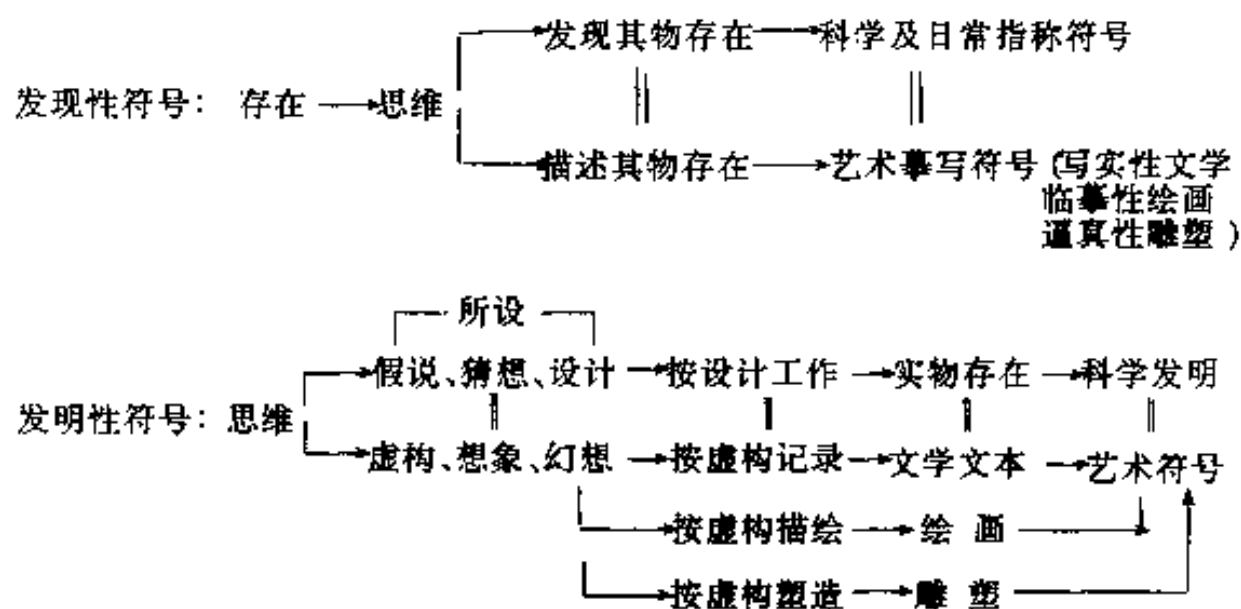 发现其物存在 科学及日常指称符号
发现性符号: 存在 思维
描述其物存在 艺术摹写符号(写实性文学
临摹性绘画
逼真性雕塑)
所设
假说、猜想、设计 按设计工作 实物存在 科学发明
发明性符号: 思维
虚构、想象、幻想 按虚构记录 文学文本 艺术符号
按虚构描绘 绘 画
按虚构塑造 雕 塑